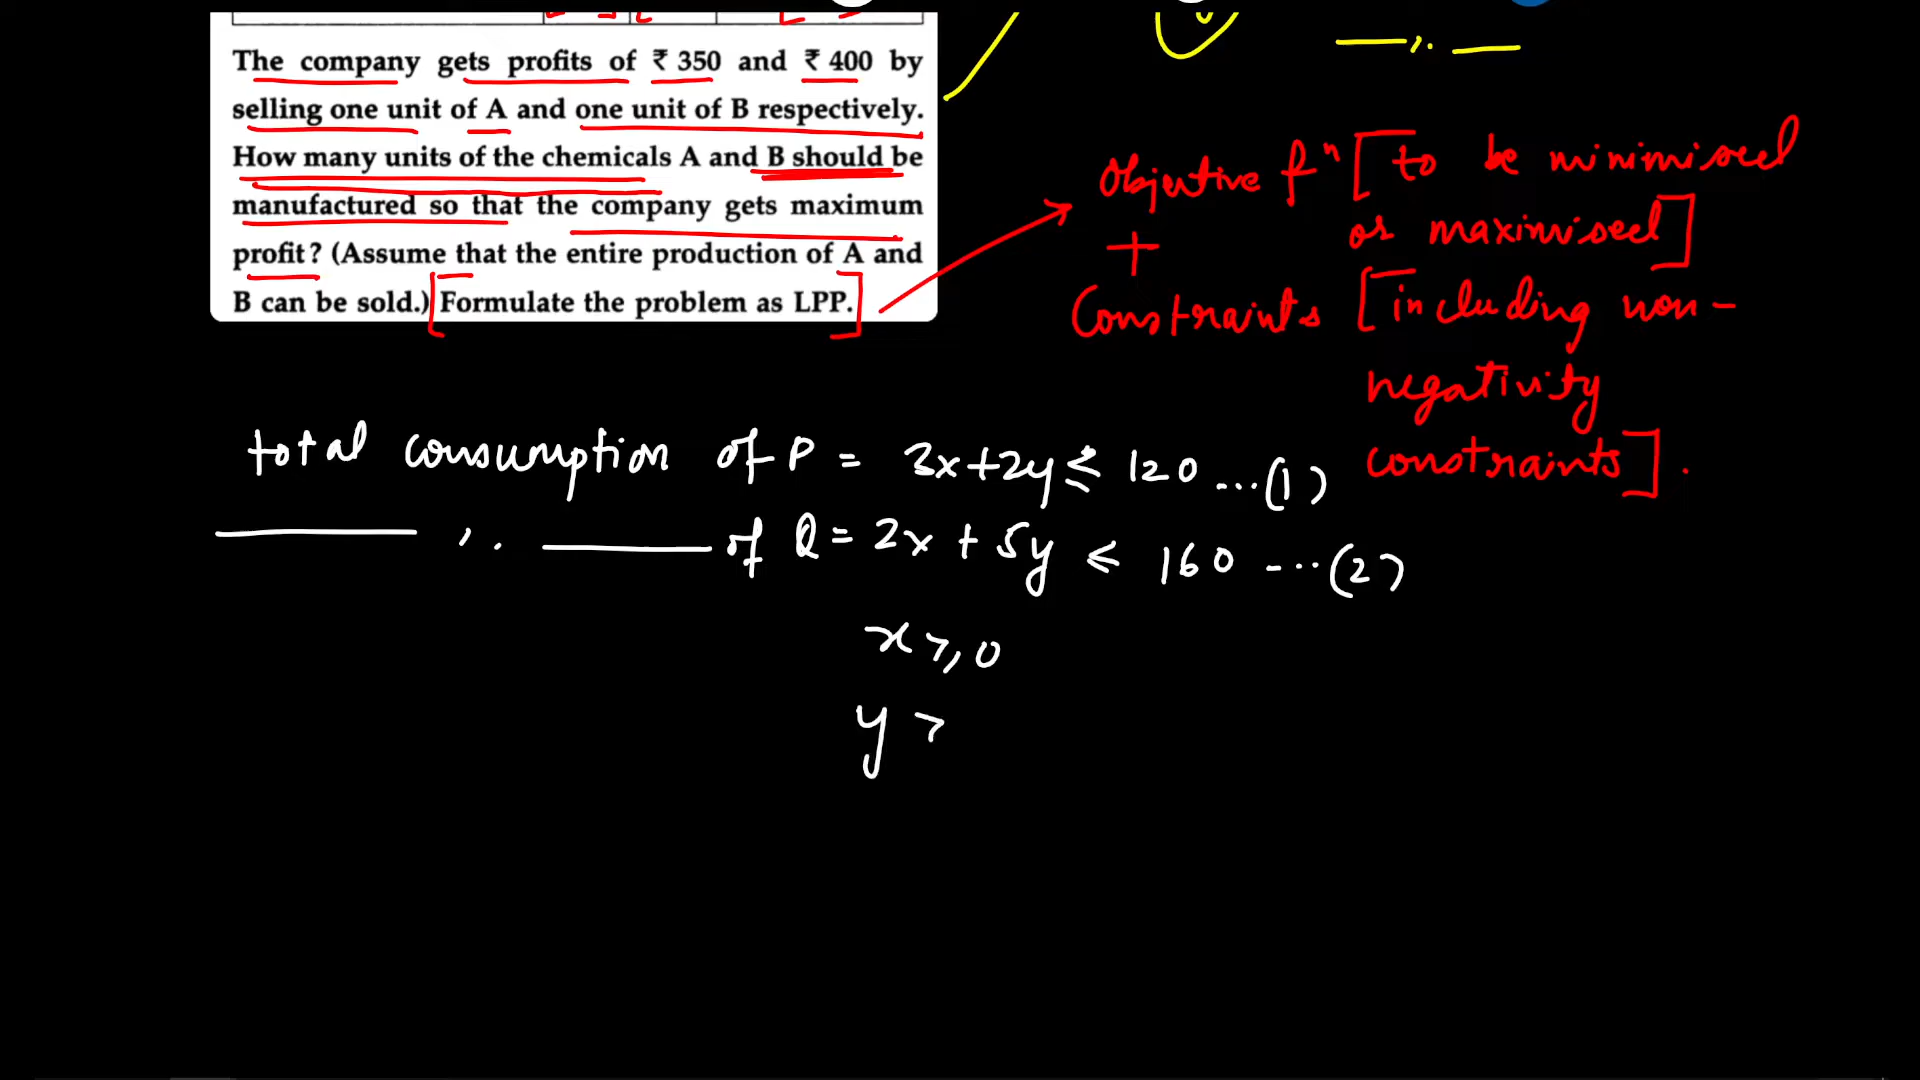 The company gets profits of ₹ 350 and ₹ 400 by
selling one unit of A and one unit of B respectively.
How many units of the chemicals A and B should be
manufactured so that the company gets maximum
profit? (Assume that the entire production of A and
B can be sold.) Formulate the problem as LPP.
Objective fⁿ [to be minimised
or maximised]
+
Constraints [including non-
negativity
constraints].
total consumption of P = 3x+2y ≤ 120 ...(1)
——— ,, ——— of Q = 2x + 5y ≤ 160 ...(2)
x ≥ 0
y >